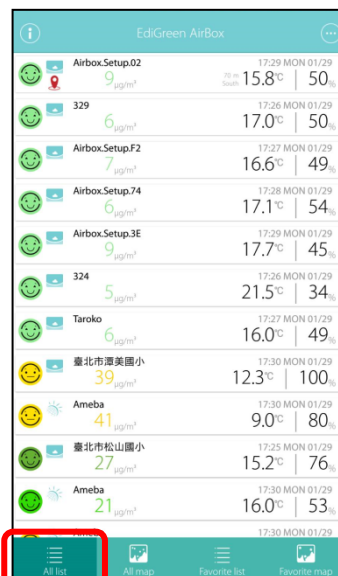 EdiGreen AirBox
Airbox.Setup.02 17:29 MON 01/29
9 μg/m³ 70 m South 15.8℃ | 50%
329 17:26 MON 01/29
6 μg/m³ 17.0℃ | 50%
Airbox.Setup.F2 17:27 MON 01/29
7 μg/m³ 16.6℃ | 49%
Airbox.Setup.74 17:28 MON 01/29
6 μg/m³ 17.1℃ | 54%
Airbox.Setup.3E 17:29 MON 01/29
9 μg/m³ 17.7℃ | 45%
324 17:26 MON 01/29
5 μg/m³ 21.5℃ | 34%
Taroko 17:27 MON 01/29
6 μg/m³ 16.0℃ | 49%
臺北市潭美國小 17:30 MON 01/29
39 μg/m³ 12.3℃ | 100%
Ameba 17:30 MON 01/29
41 μg/m³ 9.0℃ | 80%
臺北市松山國小 17:25 MON 01/29
27 μg/m³ 15.2℃ | 76%
Ameba 17:30 MON 01/29
21 μg/m³ 16.0℃ | 53%
Ameba 17:30 MON 01/29
All list All map Favorite list Favorite map